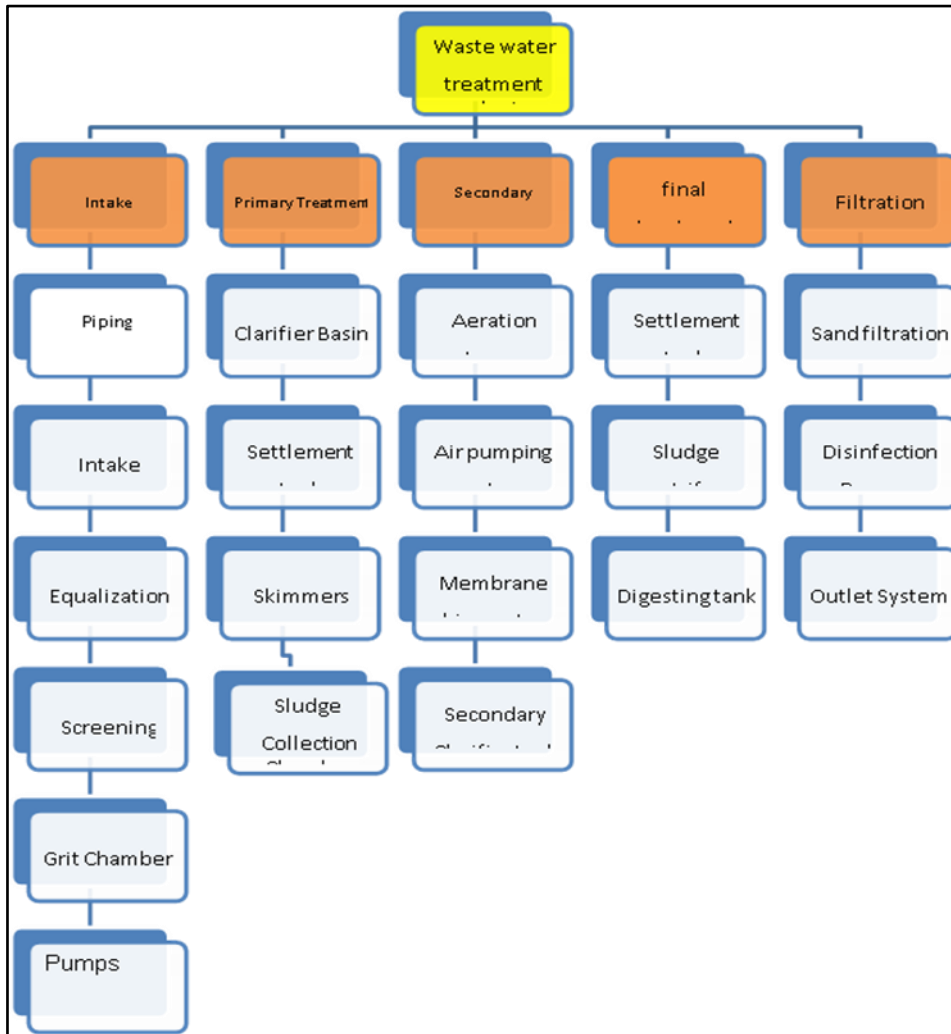 Waste water
treatment
Intake
Primary Treatment
Secondary
final
Filtration
Piping
Clarifier Basin
Aeration
Settlement
Sand filtration
Intake
Settlement
Air pumping
Sludge
Disinfection
Equalization
Skimmers
Membrane
Digesting tank
Outlet System
Screening
Sludge
Collection
Secondary
Grit Chamber
Pumps